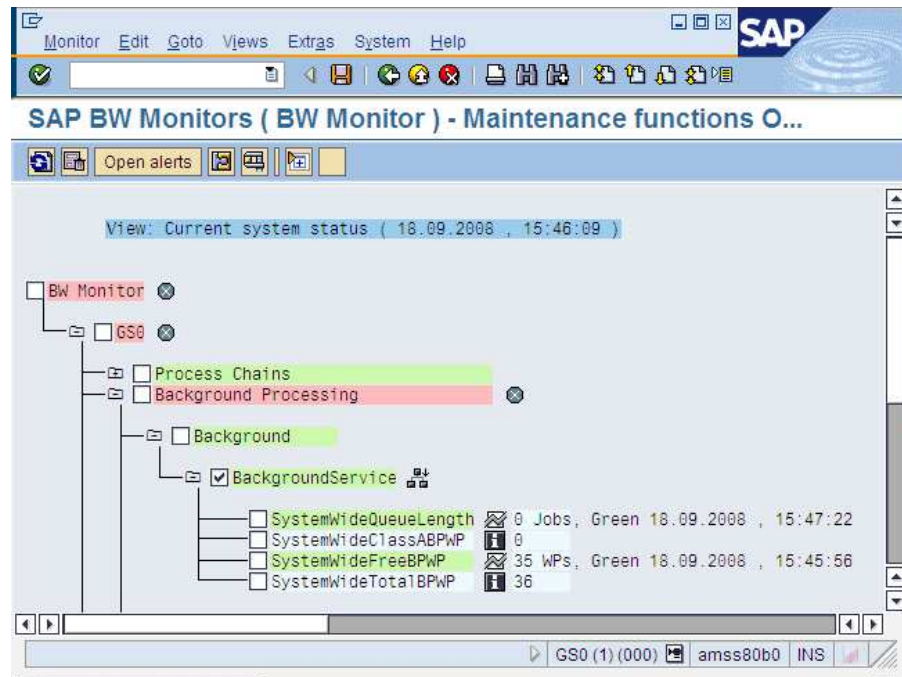 Monitor Edit Goto Views Extras System Help
SAP
SAP BW Monitors ( BW Monitor ) - Maintenance functions O...
Open alerts
View: Current system status ( 18.09.2008 , 15:46:09 )
BW Monitor
GS0
Process Chains
Background Processing
Background
BackgroundService
SystemWideQueueLength 0 Jobs, Green 18.09.2008 , 15:47:22
SystemWideClassABPWP 0
SystemWideFreeBPWP 35 WPs, Green 18.09.2008 , 15:45:56
SystemWideTotalBPWP 36
GS0 (1) (000) amss80b0 INS